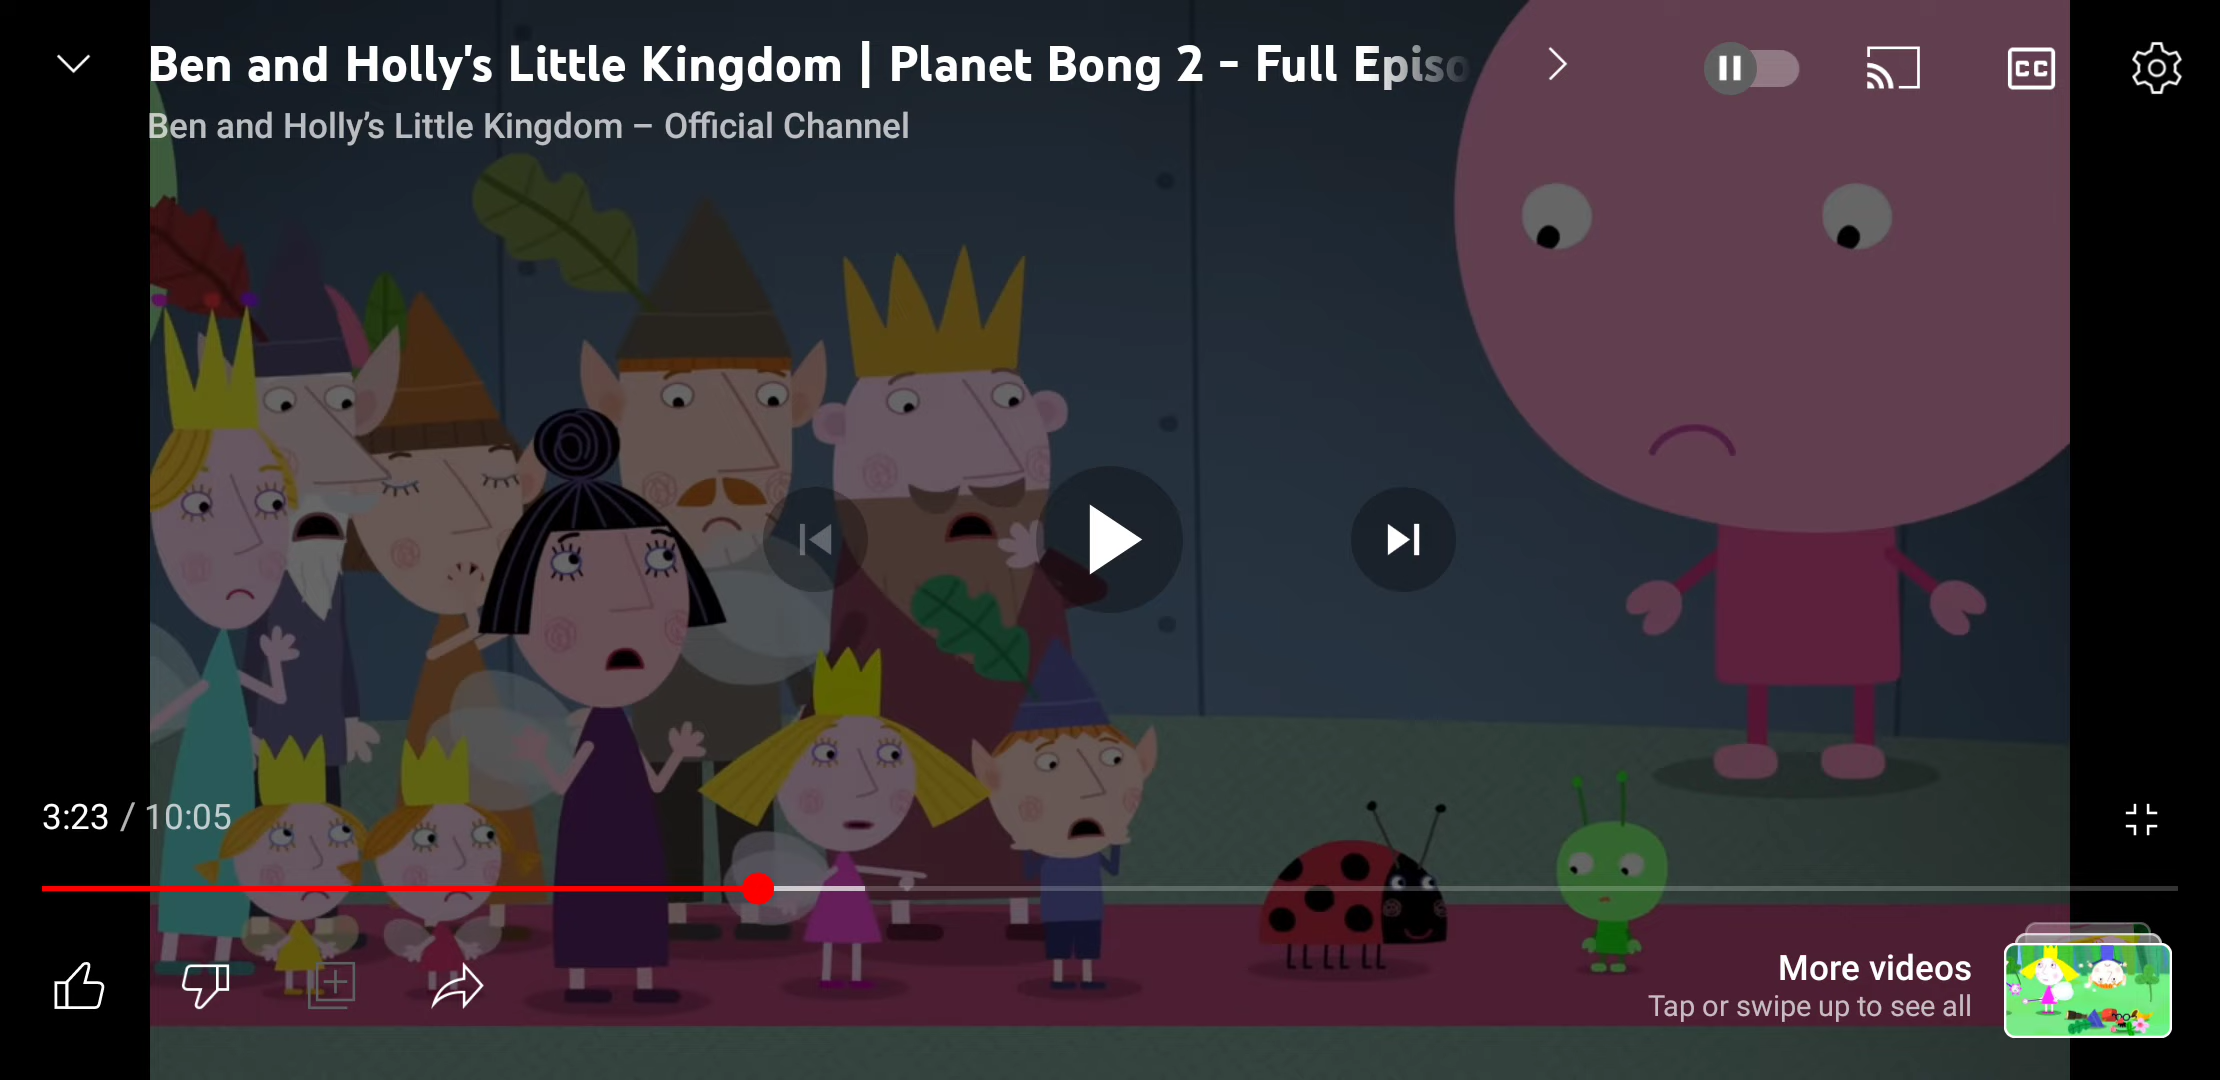 Ben and Holly's Little Kingdom | Planet Bong 2 - Full Episo
Ben and Holly's Little Kingdom – Official Channel
CC
3:23 / 10:05
More videos
Tap or swipe up to see all